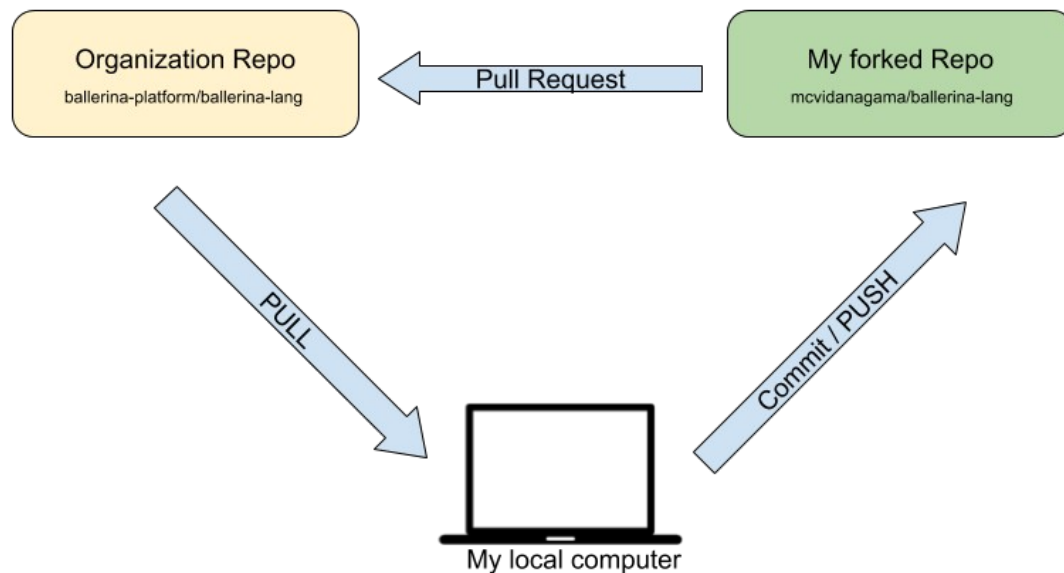 Organization Repo
ballerina-platform/ballerina-lang
Pull Request
My forked Repo
mcvidanagama/ballerina-lang
PULL
Commit / PUSH
My local computer